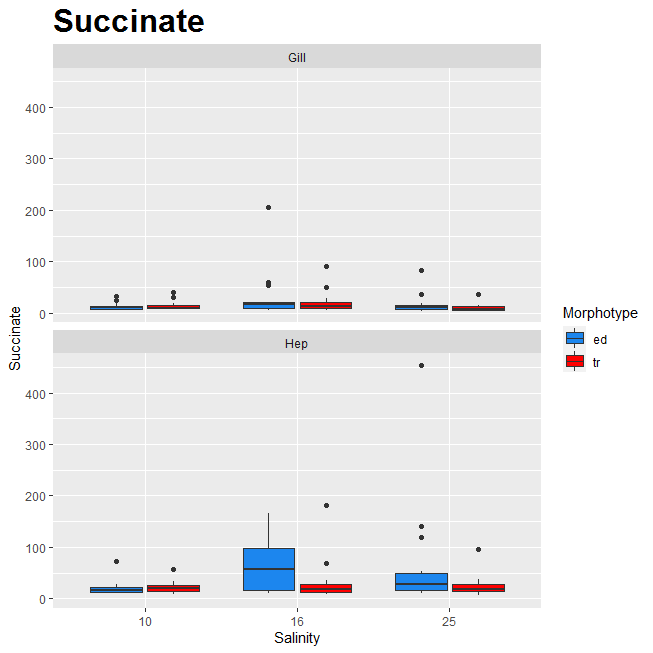 Succinate
Gill
400
300
200
100
0
Succinate
Hep
400
300
200
100
0
10 16 25
Salinity
Morphotype
ed
tr